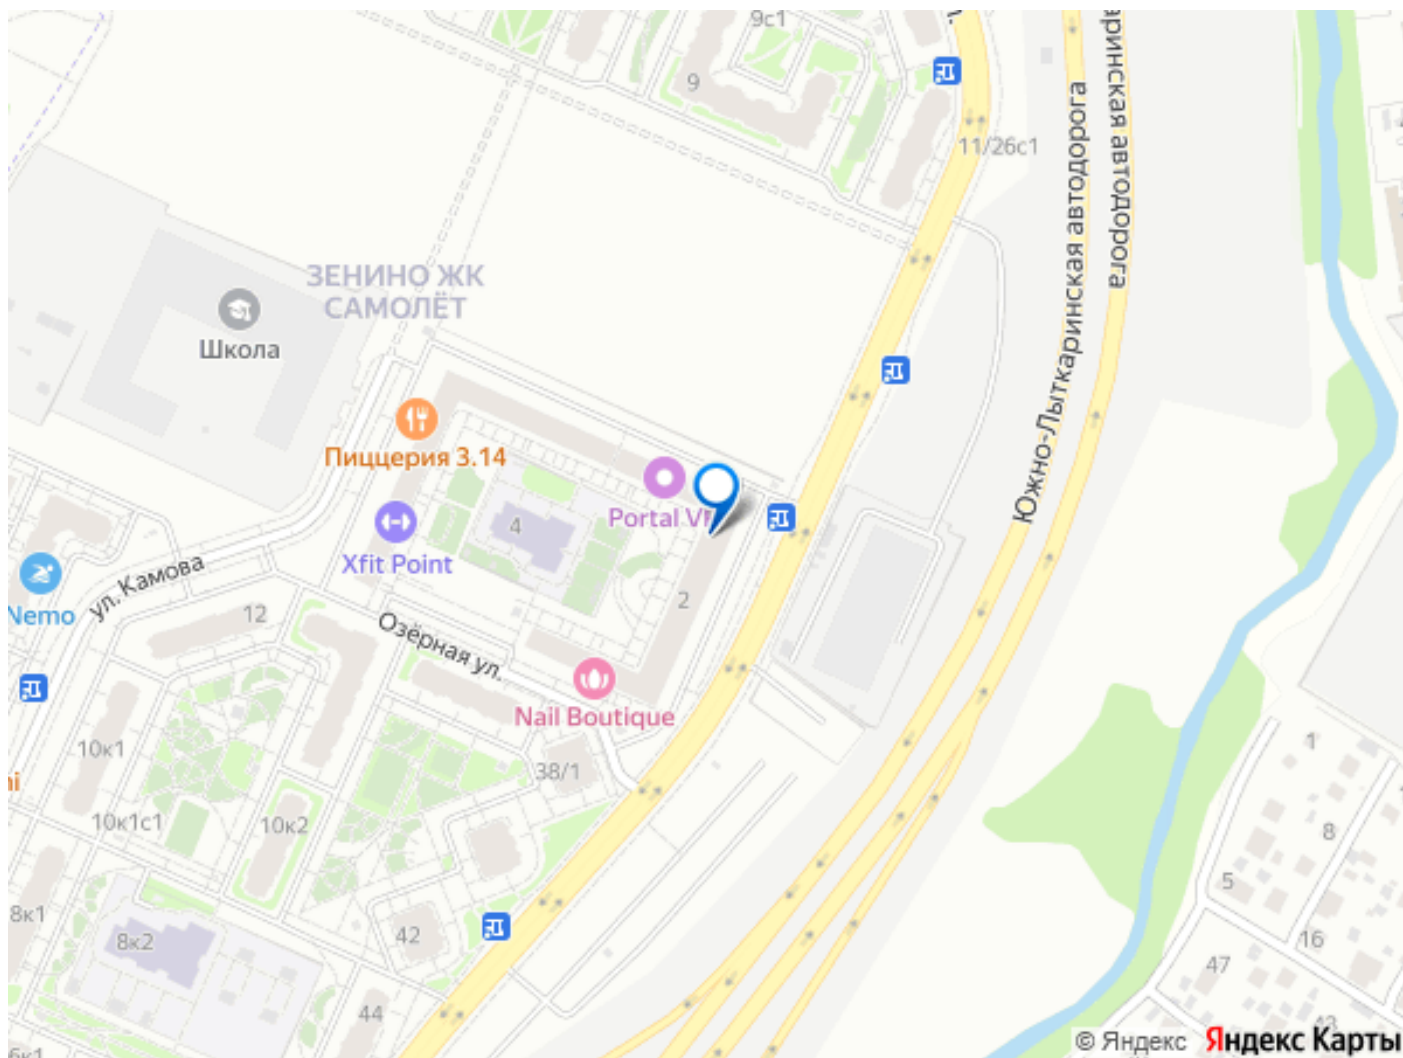 9с1
9
11/26с1
аринская автодорога
Южно-Лыткаринская автодорога
ЗЕНИНО ЖК
САМОЛЁТ
Школа
Пиццерия 3.14
Portal V
4
Xfit Point
ул. Камова
Nemo
12
2
Озёрная ул.
Nail Boutique
10к1
38/1
10к1с1
10к2
1
8
5
8к1
8к2
42
16
47
44
© Яндекс Яндекс Карты